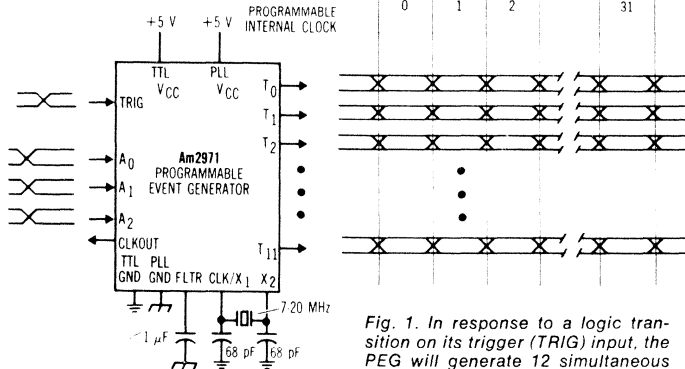 PROGRAMMABLE
INTERNAL CLOCK
0 1 2 31
+5 V +5 V
TTL PLL
VCC VCC
TRIG
A0
A1
A2
CLKOUT
Am2971
PROGRAMMABLE
EVENT GENERATOR
T0
T1
T2
T11
TTL PLL
GND GND FLTR CLK/X1 X2
7-20 MHz
1 µF
68 pF 68 pF
Fig. 1. In response to a logic tran-
sition on its trigger (TRIG) input, the
PEG will generate 12 simultaneous